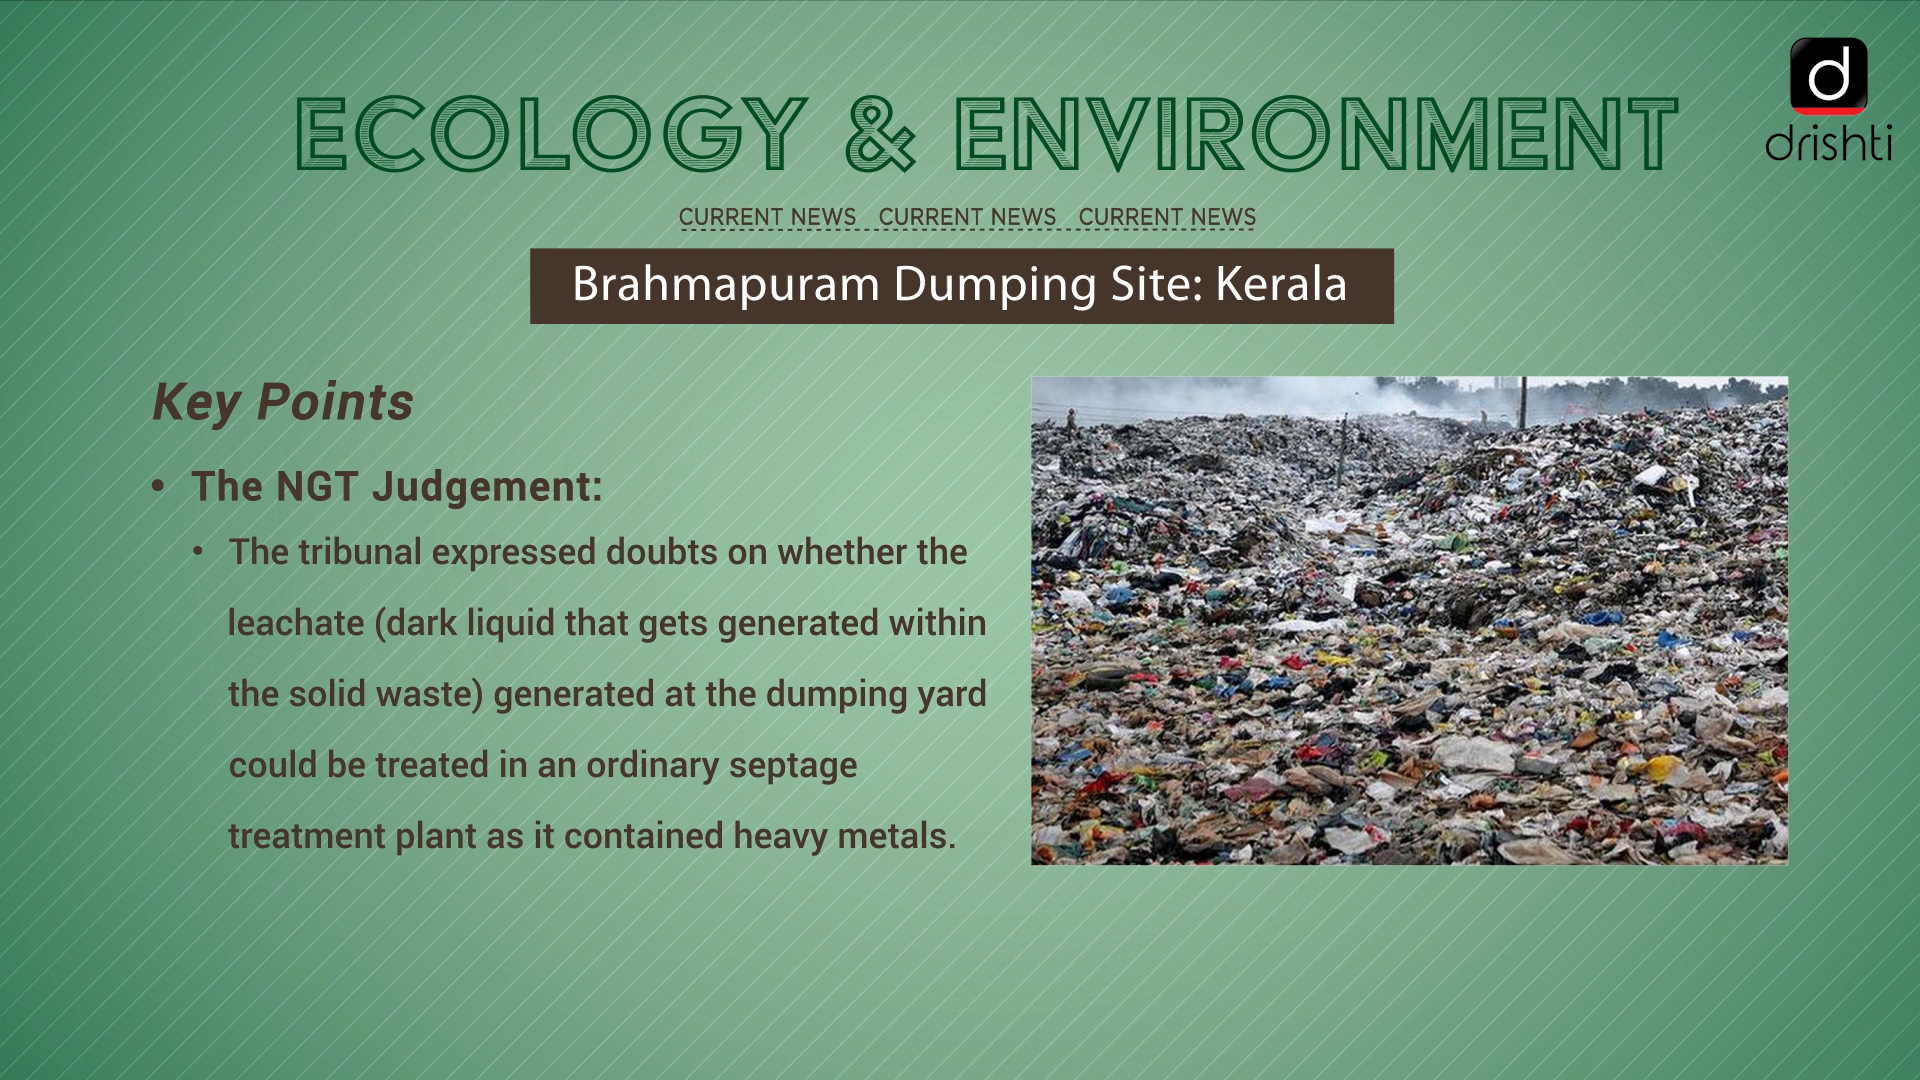 d
drishti
ECOLOGY & ENVIRONMENT
CURRENT NEWS CURRENT NEWS CURRENT NEWS
Brahmapuram Dumping Site: Kerala
Key Points
• The NGT Judgement:
• The tribunal expressed doubts on whether the
leachate (dark liquid that gets generated within
the solid waste) generated at the dumping yard
could be treated in an ordinary septage
treatment plant as it contained heavy metals.